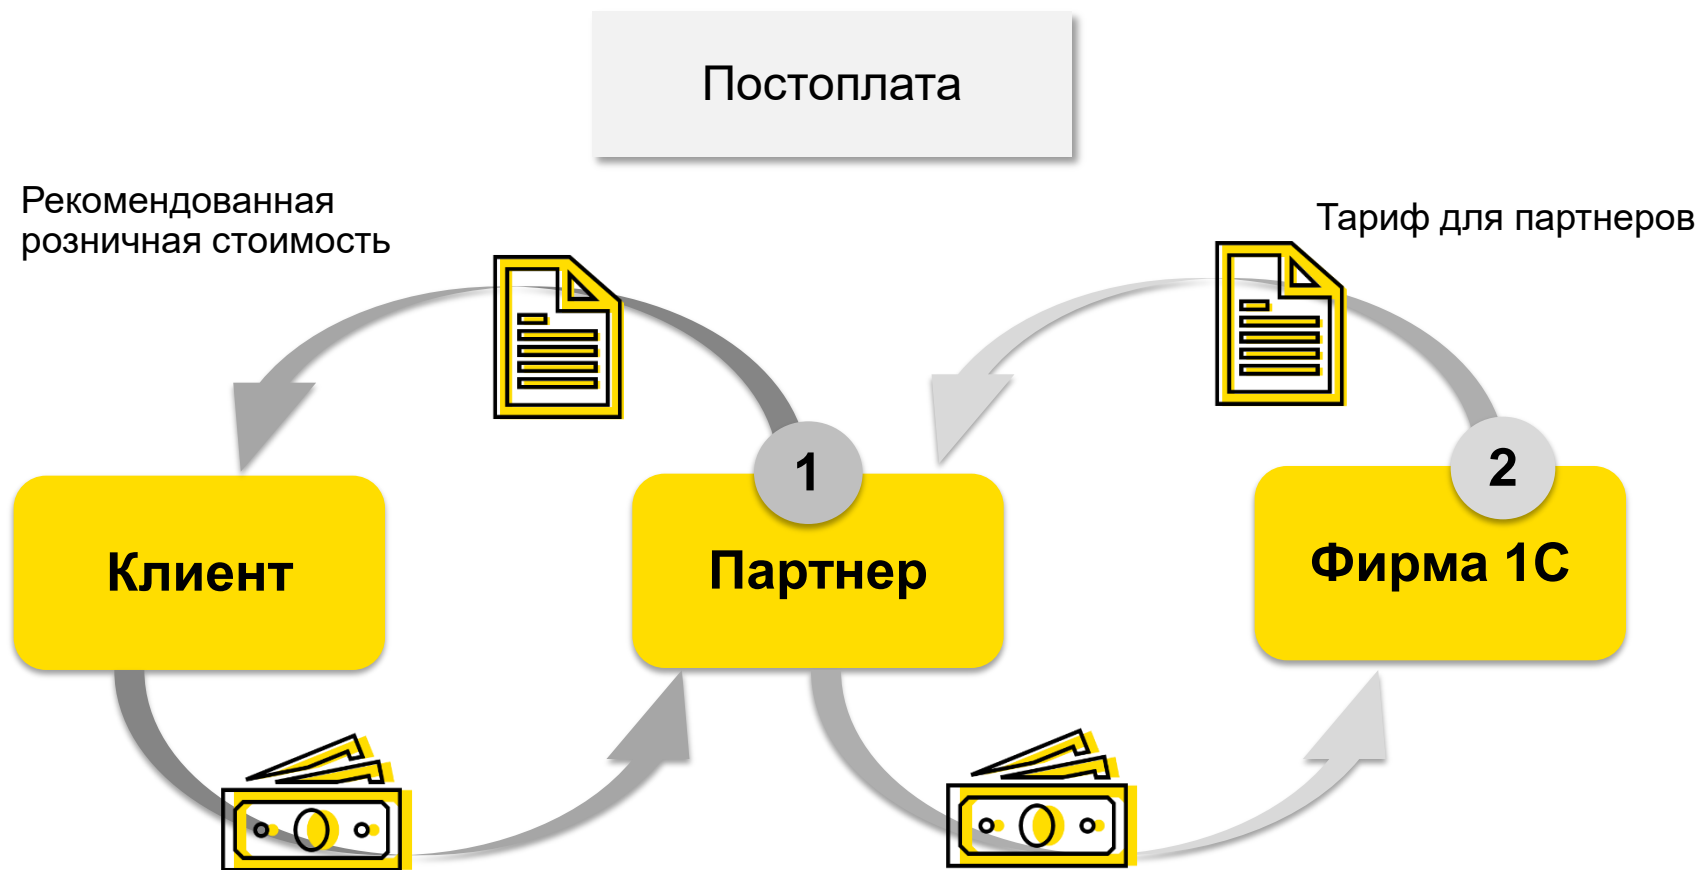 Постоплата
Рекомендованная
розничная стоимость
Тариф для партнеров
1
2
Клиент
Партнер
Фирма 1С